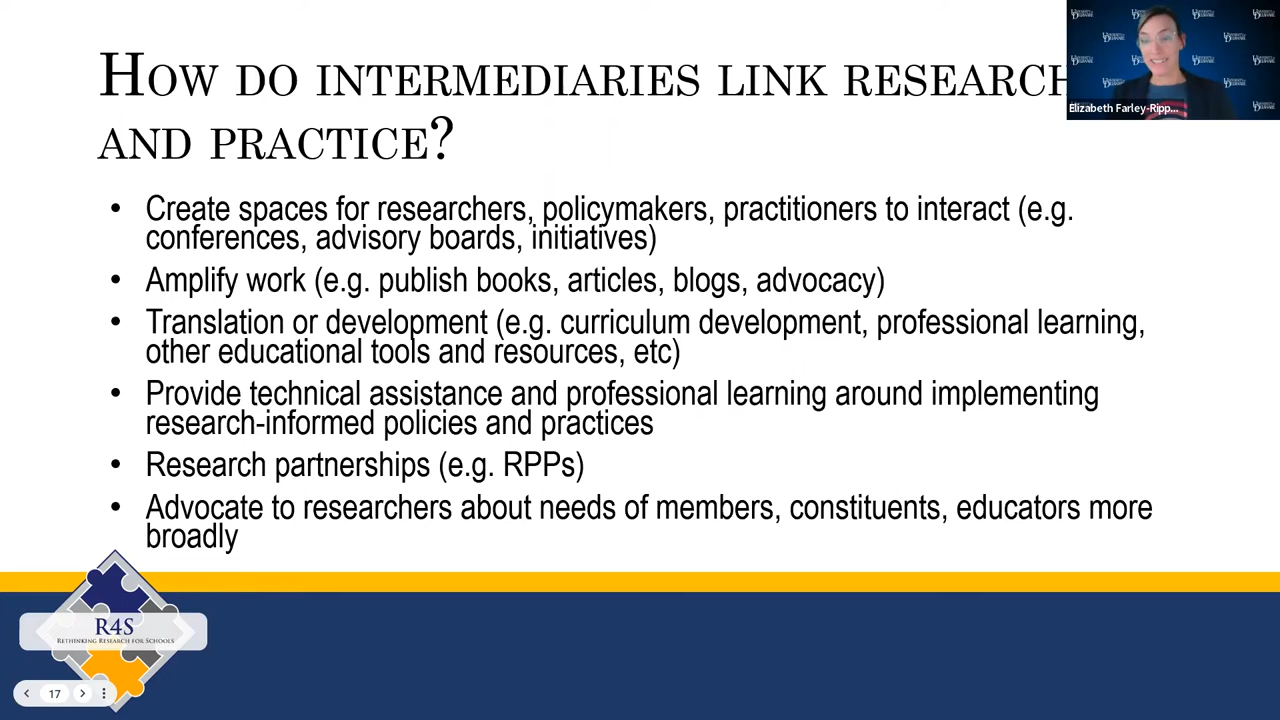 How do intermediaries link research
and practice?
Elizabeth Farley-Ripp...
• Create spaces for researchers, policymakers, practitioners to interact (e.g.
conferences, advisory boards, initiatives)
• Amplify work (e.g. publish books, articles, blogs, advocacy)
• Translation or development (e.g. curriculum development, professional learning,
other educational tools and resources, etc)
• Provide technical assistance and professional learning around implementing
research-informed policies and practices
• Research partnerships (e.g. RPPs)
• Advocate to researchers about needs of members, constituents, educators more
broadly
R4S
Rethinking Research for Schools
17